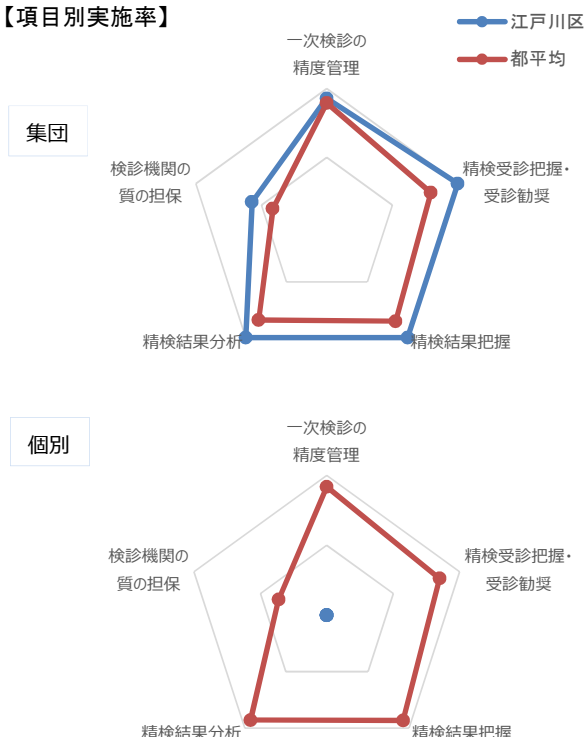 【項目別実施率】
江戸川区
都平均
集団
一次検診の
精度管理
精検受診把握・
受診勧奨
精検結果把握
精検結果分析
検診機関の
質の担保
個別
一次検診の
精度管理
精検受診把握・
受診勧奨
精検結果把握
精検結果分析
検診機関の
質の担保